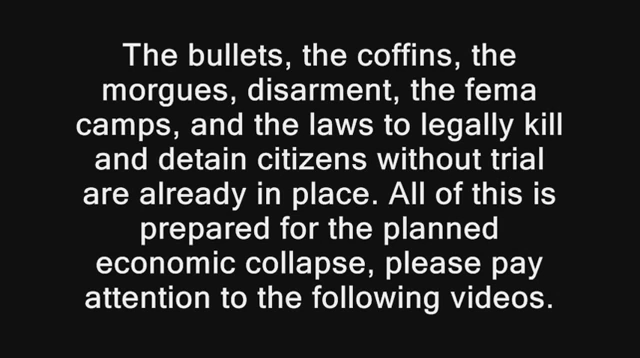 The bullets, the coffins, the
morgues, disarment, the fema
camps, and the laws to legally kill
and detain citizens without trial
are already in place. All of this is
prepared for the planned
economic collapse, please pay
attention to the following videos.